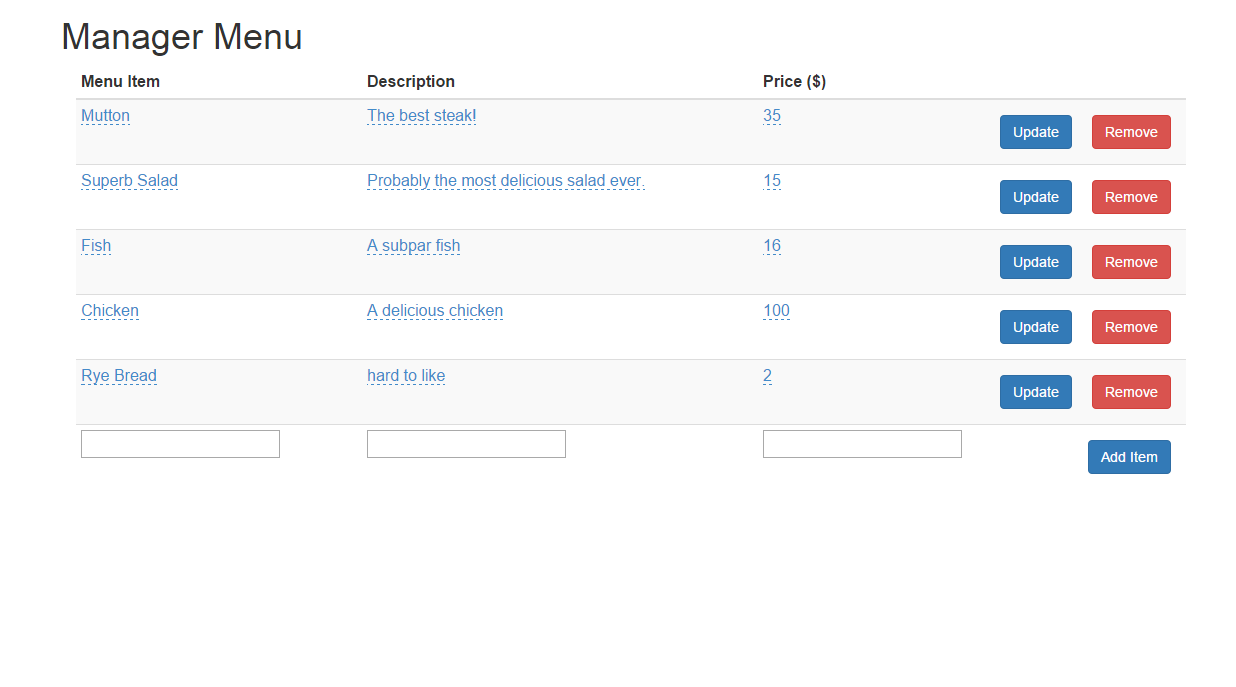 Manager Menu
Menu Item Description Price ($)
Mutton The best steak! 35 Update Remove
Superb Salad Probably the most delicious salad ever. 15 Update Remove
Fish A subpar fish 16 Update Remove
Chicken A delicious chicken 100 Update Remove
Rye Bread hard to like 2 Update Remove
Add Item